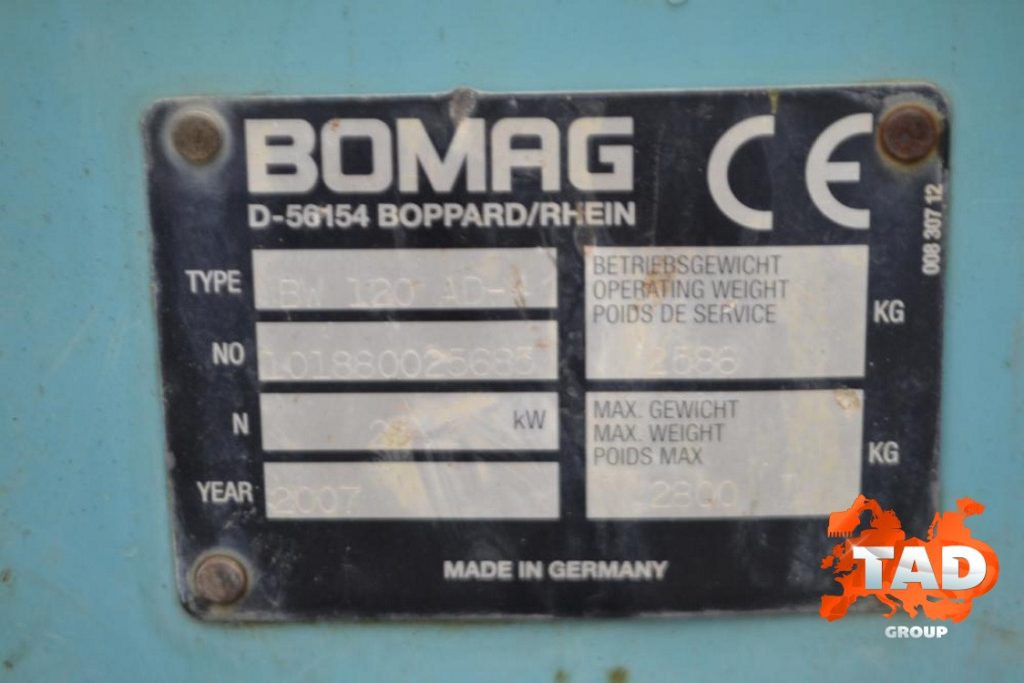 BOMAG
D-56154 BOPPARD/RHEIN
CE
008 307 12
TYPE BW 120 AD-4
NO 101880025683
N kW
YEAR 2007
BETRIEBSGEWICHT
OPERATING WEIGHT
POIDS DE SERVICE
2586 KG
MAX. GEWICHT
MAX. WEIGHT
POIDS MAX
2800 KG
MADE IN GERMANY
TAD
GROUP